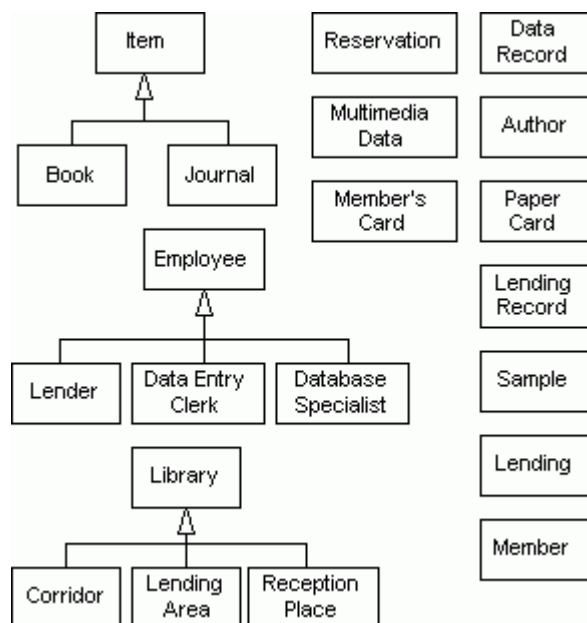 Item
Book
Journal
Employee
Lender
Data Entry
Clerk
Database
Specialist
Library
Corridor
Lending
Area
Reception
Place
Reservation
Multimedia
Data
Member's
Card
Data
Record
Author
Paper
Card
Lending
Record
Sample
Lending
Member